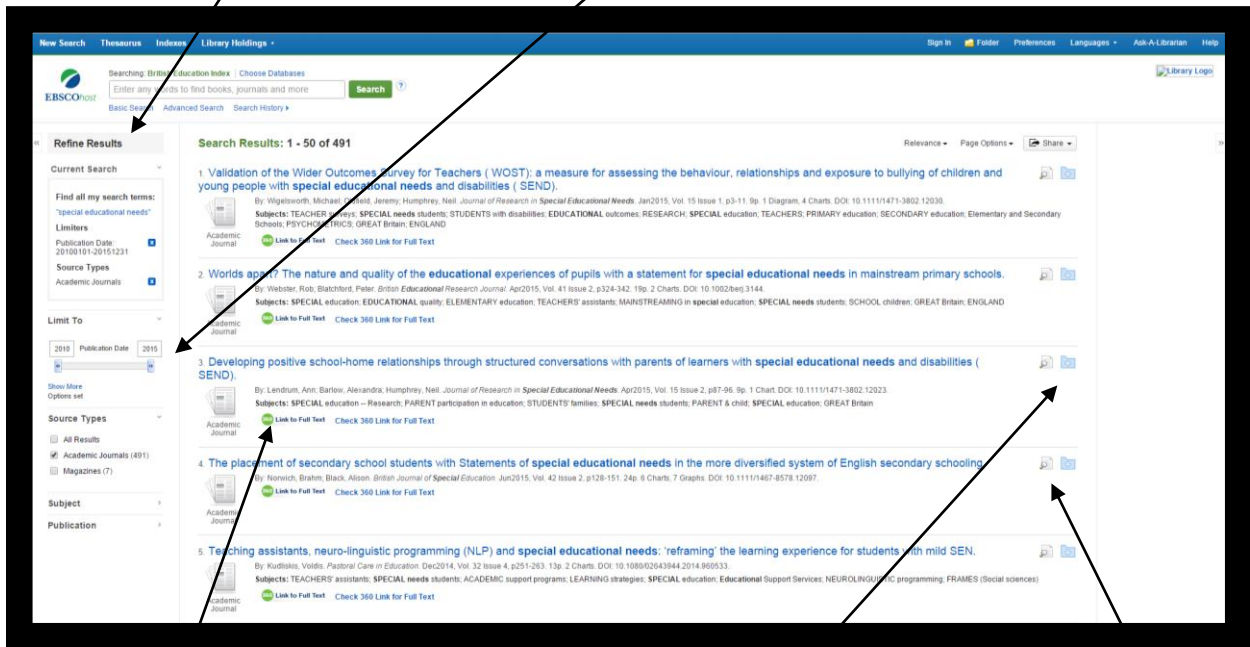 New Search Thesaurus Indexes Library Holdings
Sign In Folder Preferences Languages Ask-A-Librarian Help
EBSCOhost
Searching: British Education Index Choose Databases
Enter any words to find books, journals and more Search ?
Basic Search Advanced Search Search History
Library Logo
« Refine Results
Current Search
Find all my search terms:
"special educational needs"
Limiters
Publication Date:
20100101-20151231
Source Types
Academic Journals
Limit To
2010 Publication Date 2015
Show More
Options set
Source Types
All Results
Academic Journals (491)
Magazines (7)
Subject
Publication
Search Results: 1 - 50 of 491
Relevance Page Options Share »
1. Validation of the Wider Outcomes Survey for Teachers ( WOST): a measure for assessing the behaviour, relationships and exposure to bullying of children and
young people with special educational needs and disabilities ( SEND).
By: Wigelsworth, Michael; Oldfield, Jeremy; Humphrey, Neil. Journal of Research in Special Educational Needs. Jan2015, Vol. 15 Issue 1, p3-11. 9p. 1 Diagram, 4 Charts. DOI: 10.1111/1471-3802.12030.
Subjects: TEACHER surveys; SPECIAL needs students; STUDENTS with disabilities; EDUCATIONAL outcomes; RESEARCH; SPECIAL education; TEACHERS; PRIMARY education; SECONDARY education; Elementary and Secondary
Schools; PSYCHOMETRICS; GREAT Britain; ENGLAND
Academic
Journal
360 Link to Full Text Check 360 Link for Full Text
2. Worlds apart? The nature and quality of the educational experiences of pupils with a statement for special educational needs in mainstream primary schools.
By: Webster, Rob; Blatchford, Peter. British Educational Research Journal. Apr2015, Vol. 41 Issue 2, p324-342. 19p. 2 Charts. DOI: 10.1002/berj.3144.
Subjects: SPECIAL education; EDUCATIONAL quality; ELEMENTARY education; TEACHERS' assistants; MAINSTREAMING in special education; SPECIAL needs students; SCHOOL children; GREAT Britain; ENGLAND
Academic
Journal
360 Link to Full Text Check 360 Link for Full Text
3. Developing positive school-home relationships through structured conversations with parents of learners with special educational needs and disabilities (
SEND).
By: Lendrum, Ann; Barlow, Alexandra; Humphrey, Neil. Journal of Research in Special Educational Needs. Apr2015, Vol. 15 Issue 2, p87-96. 9p. 1 Chart. DOI: 10.1111/1471-3802.12023.
Subjects: SPECIAL education -- Research; PARENT participation in education; STUDENTS' families; SPECIAL needs students; PARENT & child; SPECIAL education; GREAT Britain
Academic
Journal
360 Link to Full Text Check 360 Link for Full Text
4. The placement of secondary school students with Statements of special educational needs in the more diversified system of English secondary schooling.
By: Norwich, Brahm; Black, Alison. British Journal of Special Education. Jun2015, Vol. 42 Issue 2, p128-151. 24p. 6 Charts, 7 Graphs. DOI: 10.1111/1467-8578.12097.
360 Link to Full Text Check 360 Link for Full Text
Academic
Journal
5. Teaching assistants, neuro-linguistic programming (NLP) and special educational needs: 'reframing' the learning experience for students with mild SEN.
By: Kudliskis, Voldis. Pastoral Care in Education. Dec2014, Vol. 32 Issue 4, p251-263. 13p. 2 Charts. DOI: 10.1080/02643944.2014.960533.
Subjects: TEACHERS' assistants; SPECIAL needs students; ACADEMIC support programs; LEARNING strategies; SPECIAL education; Educational Support Services; NEUROLINGUISTIC programming; FRAMES (Social sciences)
Academic
Journal
360 Link to Full Text Check 360 Link for Full Text